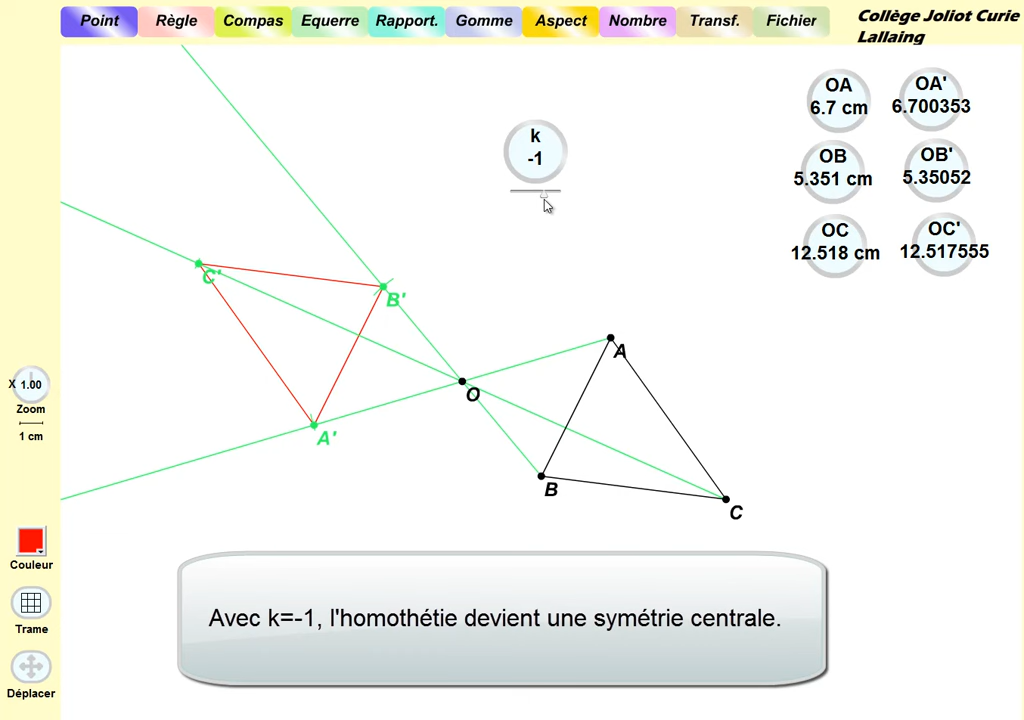 Point Règle Compas Equerre Rapport. Gomme Aspect Nombre Transf. Fichier
Collège Joliot Curie
Lallaing
OA
6.7 cm
OA'
6.700353
k
-1
OB
5.351 cm
OB'
5.35052
OC
12.518 cm
OC'
12.517555
C'
B'
A
O
A'
B
C
X 1.00
Zoom
1 cm
Couleur
Trame
Déplacer
Avec k=-1, l'homothétie devient une symétrie centrale.